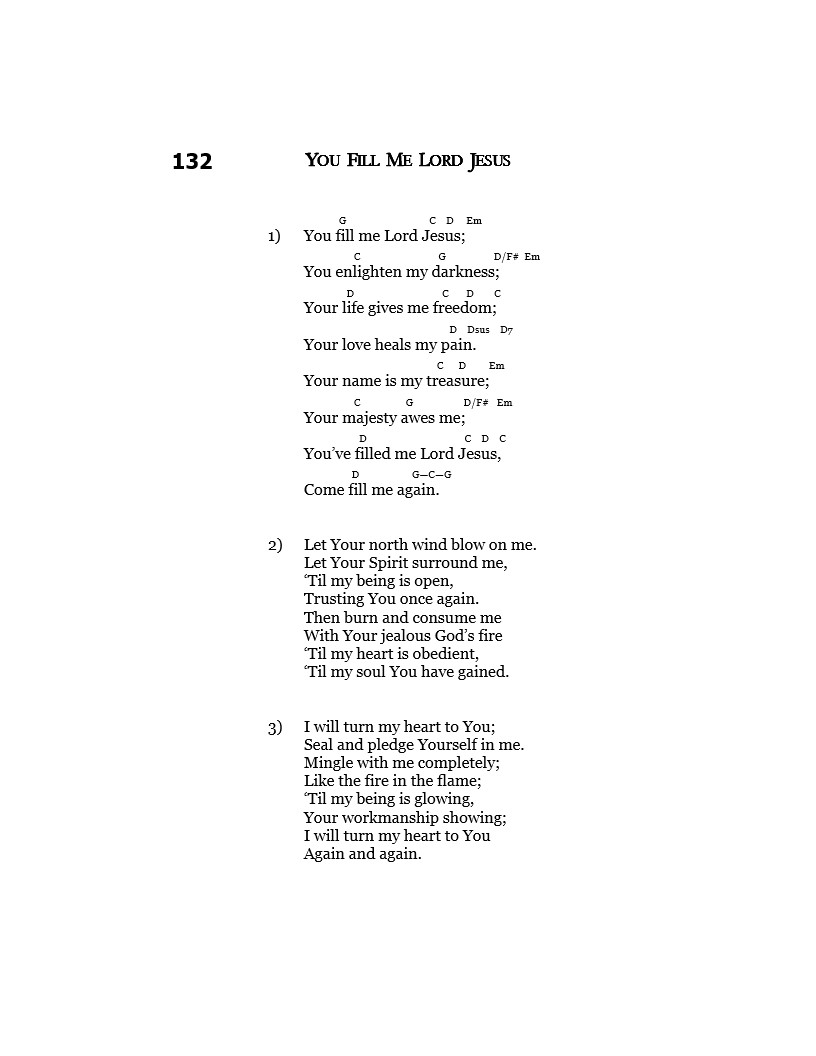 132 You Fill Me Lord Jesus
G C D Em
1) You fill me Lord Jesus;
C G D/F# Em
You enlighten my darkness;
D C D C
Your life gives me freedom;
D Dsus D7
Your love heals my pain.
C D Em
Your name is my treasure;
C G D/F# Em
Your majesty awes me;
D C D C
You’ve filled me Lord Jesus,
D G—C—G
Come fill me again.
2) Let Your north wind blow on me.
Let Your Spirit surround me,
‘Til my being is open,
Trusting You once again.
Then burn and consume me
With Your jealous God’s fire
‘Til my heart is obedient,
‘Til my soul You have gained.
3) I will turn my heart to You;
Seal and pledge Yourself in me.
Mingle with me completely;
Like the fire in the flame;
‘Til my being is glowing,
Your workmanship showing;
I will turn my heart to You
Again and again.